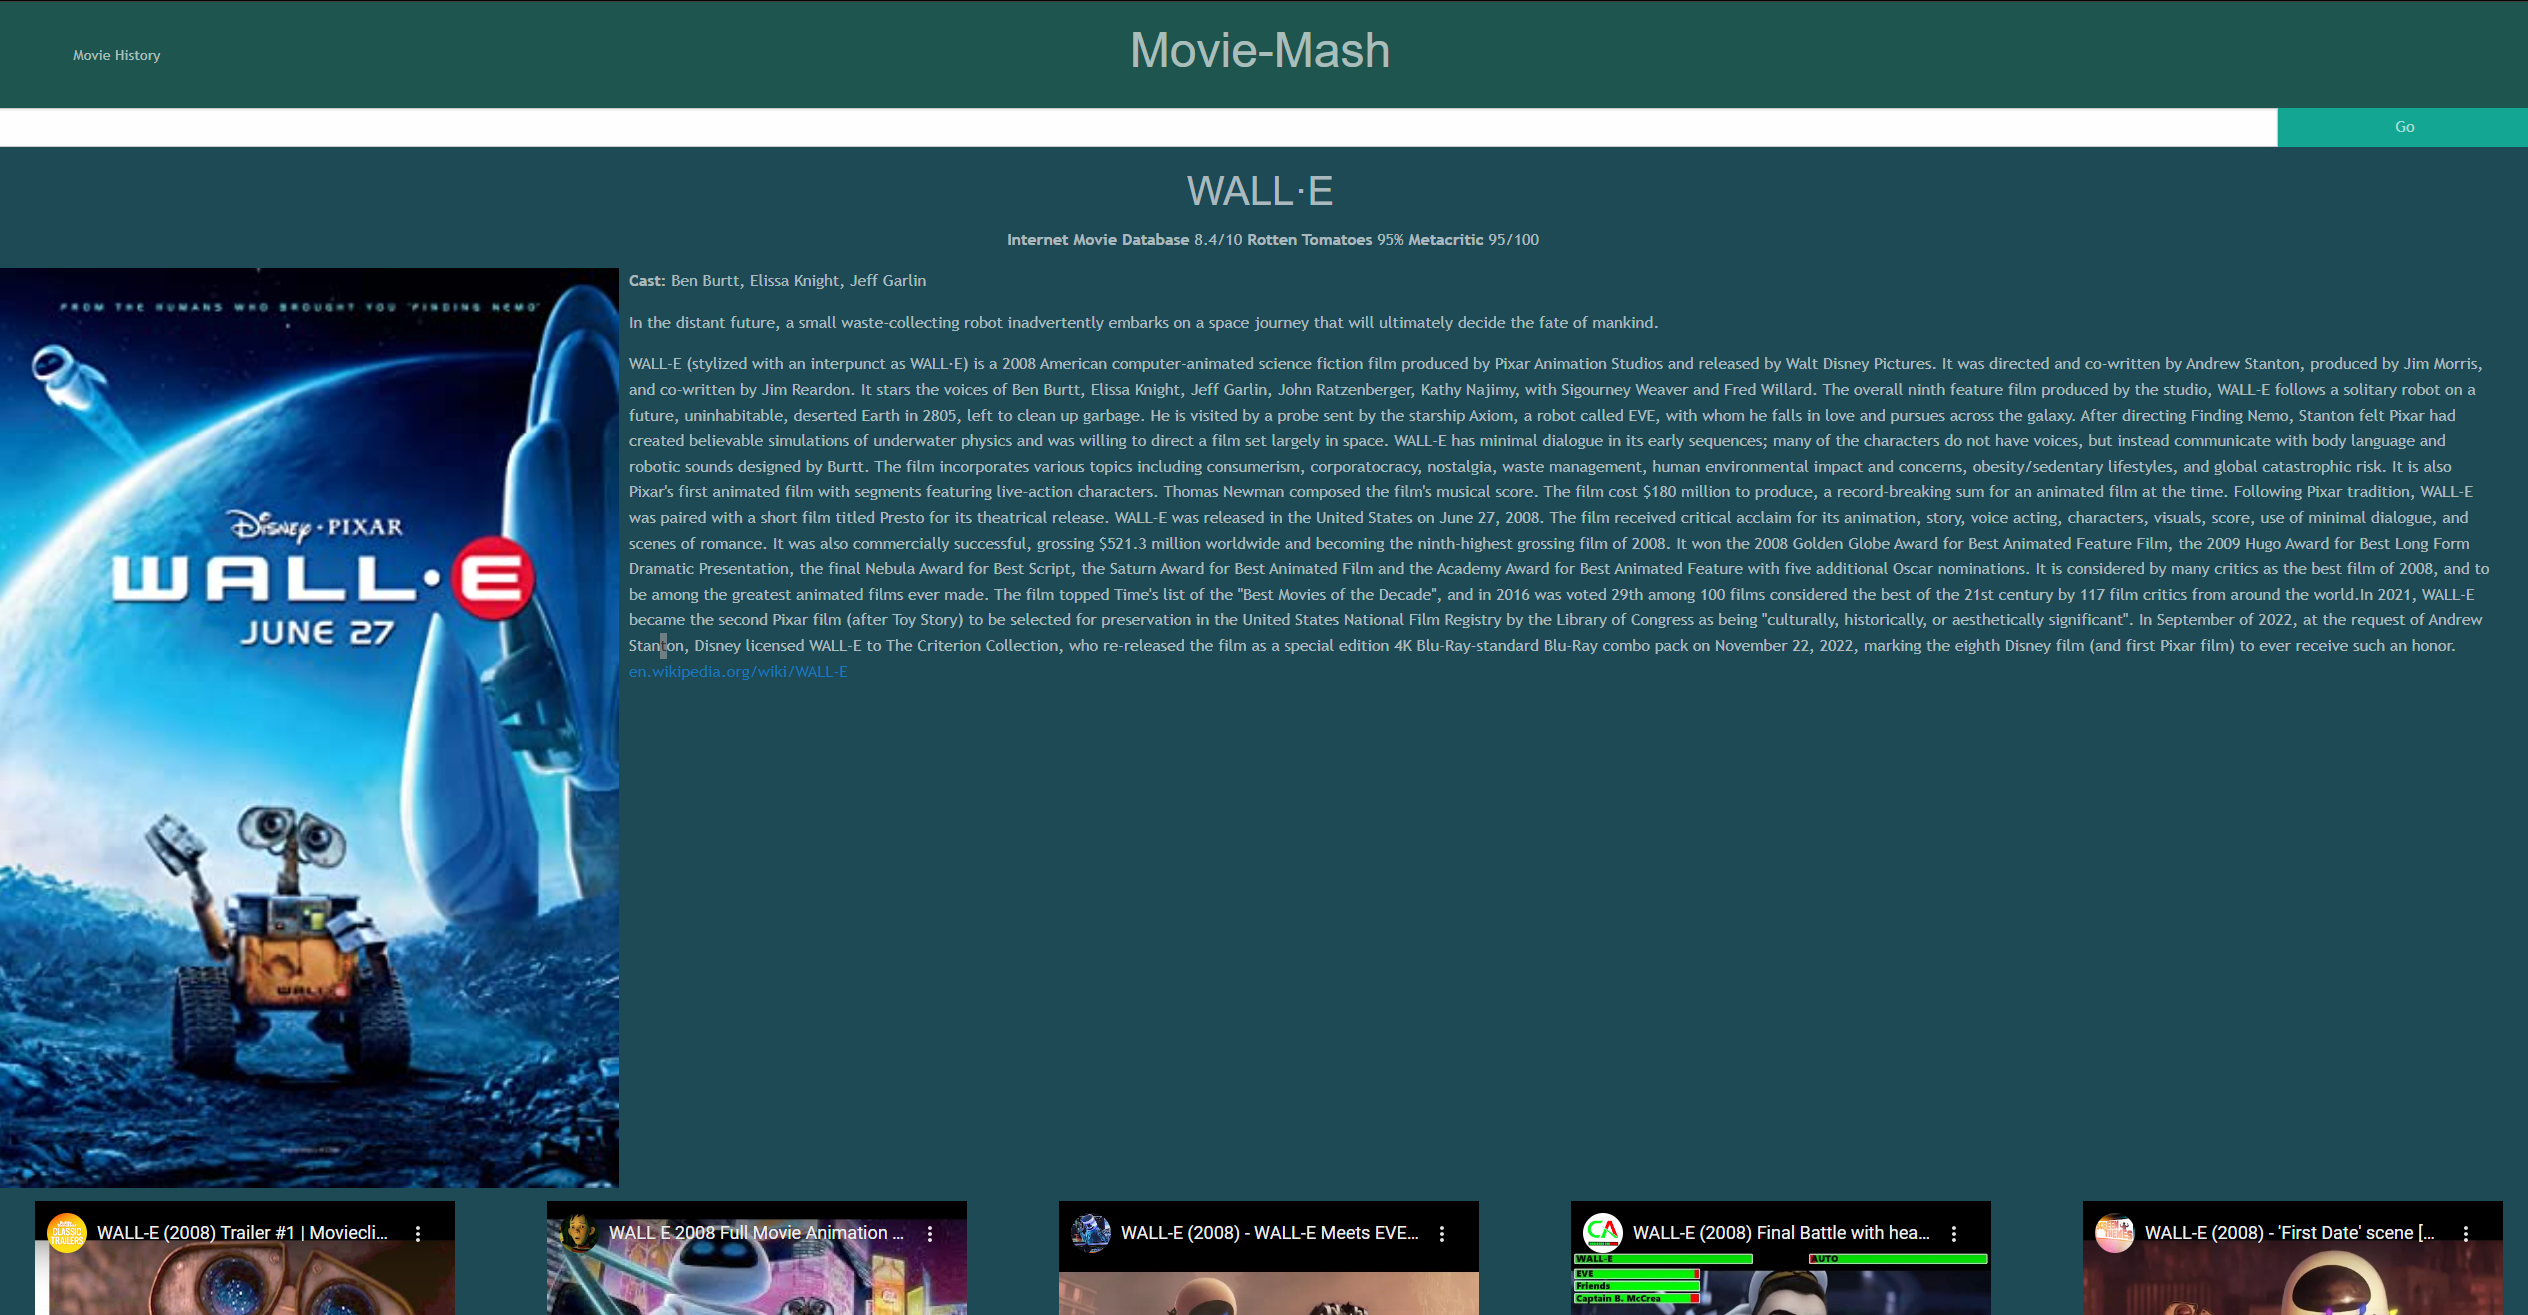 Movie History
Movie-Mash
Go
WALL·E
Internet Movie Database 8.4/10 Rotten Tomatoes 95% Metacritic 95/100
FROM THE HUMANS WHO BROUGHT YOU "FINDING NEMO"
Disney · PIXAR
WALL·E
JUNE 27
WALL·E
Cast: Ben Burtt, Elissa Knight, Jeff Garlin
In the distant future, a small waste-collecting robot inadvertently embarks on a space journey that will ultimately decide the fate of mankind.
WALL-E (stylized with an interpunct as WALL·E) is a 2008 American computer-animated science fiction film produced by Pixar Animation Studios and released by Walt Disney Pictures. It was directed and co-written by Andrew Stanton, produced by Jim Morris,
and co-written by Jim Reardon. It stars the voices of Ben Burtt, Elissa Knight, Jeff Garlin, John Ratzenberger, Kathy Najimy, with Sigourney Weaver and Fred Willard. The overall ninth feature film produced by the studio, WALL-E follows a solitary robot on a
future, uninhabitable, deserted Earth in 2805, left to clean up garbage. He is visited by a probe sent by the starship Axiom, a robot called EVE, with whom he falls in love and pursues across the galaxy. After directing Finding Nemo, Stanton felt Pixar had
created believable simulations of underwater physics and was willing to direct a film set largely in space. WALL-E has minimal dialogue in its early sequences; many of the characters do not have voices, but instead communicate with body language and
robotic sounds designed by Burtt. The film incorporates various topics including consumerism, corporatocracy, nostalgia, waste management, human environmental impact and concerns, obesity/sedentary lifestyles, and global catastrophic risk. It is also
Pixar's first animated film with segments featuring live-action characters. Thomas Newman composed the film's musical score. The film cost $180 million to produce, a record-breaking sum for an animated film at the time. Following Pixar tradition, WALL-E
was paired with a short film titled Presto for its theatrical release. WALL-E was released in the United States on June 27, 2008. The film received critical acclaim for its animation, story, voice acting, characters, visuals, score, use of minimal dialogue, and
scenes of romance. It was also commercially successful, grossing $521.3 million worldwide and becoming the ninth-highest grossing film of 2008. It won the 2008 Golden Globe Award for Best Animated Feature Film, the 2009 Hugo Award for Best Long Form
Dramatic Presentation, the final Nebula Award for Best Script, the Saturn Award for Best Animated Film and the Academy Award for Best Animated Feature with five additional Oscar nominations. It is considered by many critics as the best film of 2008, and to
be among the greatest animated films ever made. The film topped Time's list of the "Best Movies of the Decade", and in 2016 was voted 29th among 100 films considered the best of the 21st century by 117 film critics from around the world.In 2021, WALL-E
became the second Pixar film (after Toy Story) to be selected for preservation in the United States National Film Registry by the Library of Congress as being "culturally, historically, or aesthetically significant". In September of 2022, at the request of Andrew
Stanton, Disney licensed WALL-E to The Criterion Collection, who re-released the film as a special edition 4K Blu-Ray-standard Blu-Ray combo pack on November 22, 2022, marking the eighth Disney film (and first Pixar film) to ever receive such an honor.
en.wikipedia.org/wiki/WALL-E
CLASSIC TRAILERS
WALL-E (2008) Trailer #1 | Moviecli...
WALL E 2008 Full Movie Animation ...
WALL-E (2008) - WALL-E Meets EVE...
CA
WALL-E (2008) Final Battle with hea...
WALL-E
AUTO
EVE
Friends
Captain B. McCrea
WALL-E (2008) - 'First Date' scene [...